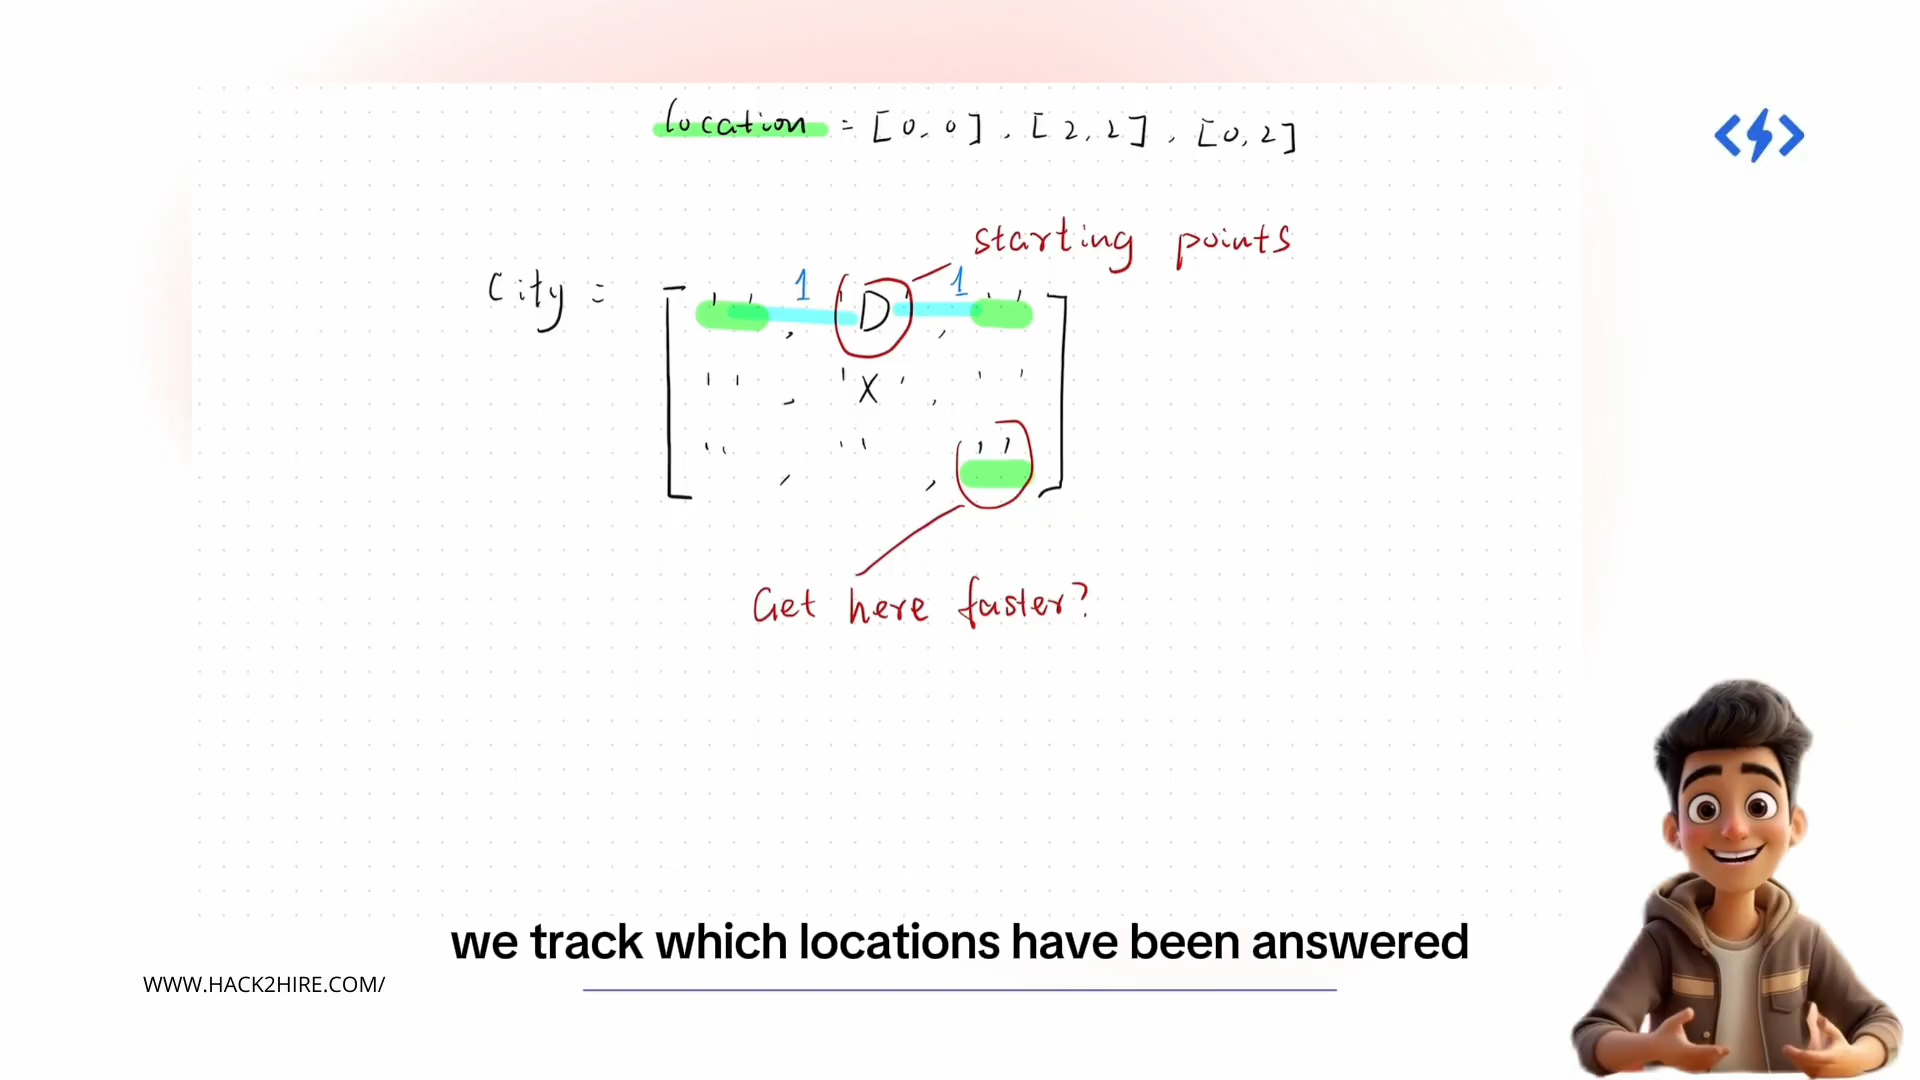 location = [0, 0], [2, 2], [0, 2]
starting points
City =
1 1
[ ' ' , ' D ' , ' '
' ' , ' X ' , ' '
' ' , ' ' , ' ' ]
Get here faster?
we track which locations have been answered
WWW.HACK2HIRE.COM/